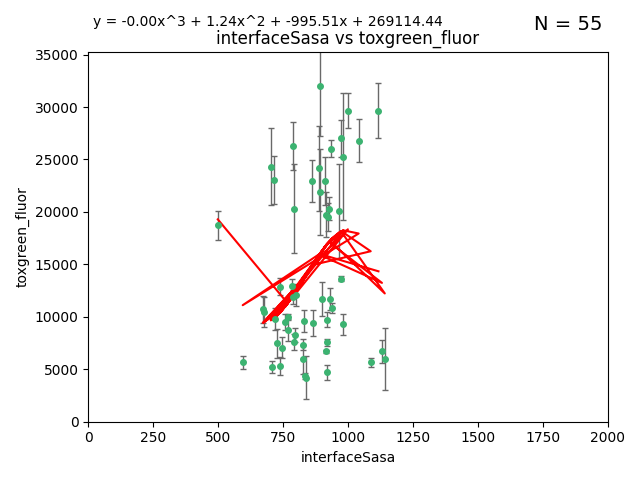 y = -0.00x^3 + 1.24x^2 + -995.51x + 269114.44
N = 55
interfaceSasa vs toxgreen_fluor
35000
30000
25000
20000
15000
10000
5000
0
toxgreen_fluor
0 250 500 750 1000 1250 1500 1750 2000
interfaceSasa